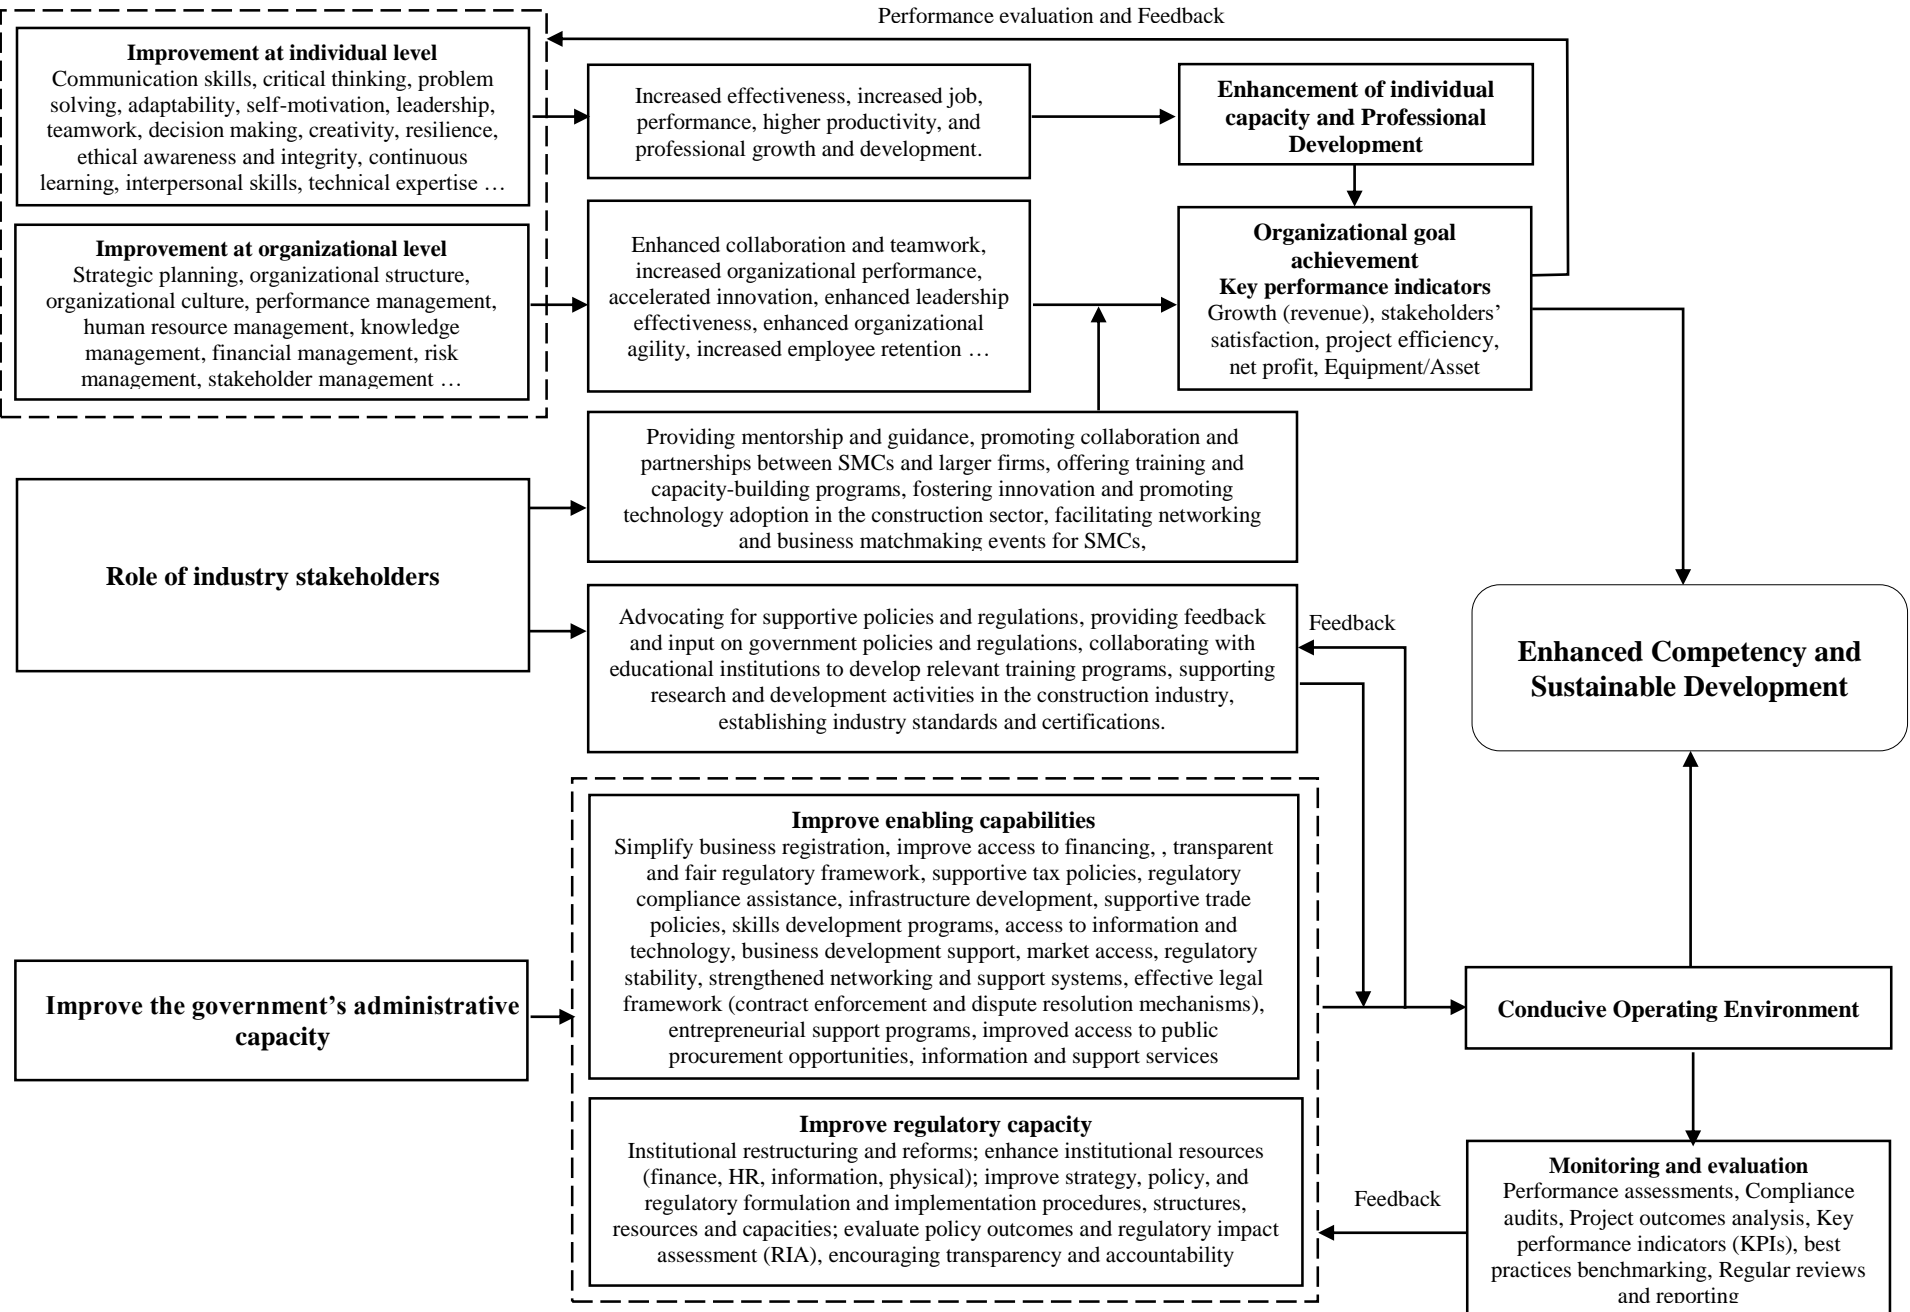 Performance evaluation and Feedback
Improvement at individual level
Communication skills, critical thinking, problem
solving, adaptability, self-motivation, leadership,
teamwork, decision making, creativity, resilience,
ethical awareness and integrity, continuous
learning, interpersonal skills, technical expertise …
Increased effectiveness, increased job,
performance, higher productivity, and
professional growth and development.
Enhancement of individual
capacity and Professional
Development
Improvement at organizational level
Strategic planning, organizational structure,
organizational culture, performance management,
human resource management, knowledge
management, financial management, risk
management, stakeholder management …
Enhanced collaboration and teamwork,
increased organizational performance,
accelerated innovation, enhanced leadership
effectiveness, enhanced organizational
agility, increased employee retention …
Organizational goal
achievement
Key performance indicators
Growth (revenue), stakeholders’
satisfaction, project efficiency,
net profit, Equipment/Asset
Role of industry stakeholders
Providing mentorship and guidance, promoting collaboration and
partnerships between SMCs and larger firms, offering training and
capacity-building programs, fostering innovation and promoting
technology adoption in the construction sector, facilitating networking
and business matchmaking events for SMCs,
Advocating for supportive policies and regulations, providing feedback
and input on government policies and regulations, collaborating with
educational institutions to develop relevant training programs, supporting
research and development activities in the construction industry,
establishing industry standards and certifications.
Feedback
Enhanced Competency and
Sustainable Development
Improve the government’s administrative
capacity
Improve enabling capabilities
Simplify business registration, improve access to financing, , transparent
and fair regulatory framework, supportive tax policies, regulatory
compliance assistance, infrastructure development, supportive trade
policies, skills development programs, access to information and
technology, business development support, market access, regulatory
stability, strengthened networking and support systems, effective legal
framework (contract enforcement and dispute resolution mechanisms),
entrepreneurial support programs, improved access to public
procurement opportunities, information and support services
Conducive Operating Environment
Improve regulatory capacity
Institutional restructuring and reforms; enhance institutional resources
(finance, HR, information, physical); improve strategy, policy, and
regulatory formulation and implementation procedures, structures,
resources and capacities; evaluate policy outcomes and regulatory impact
assessment (RIA), encouraging transparency and accountability
Feedback
Monitoring and evaluation
Performance assessments, Compliance
audits, Project outcomes analysis, Key
performance indicators (KPIs), best
practices benchmarking, Regular reviews
and reporting